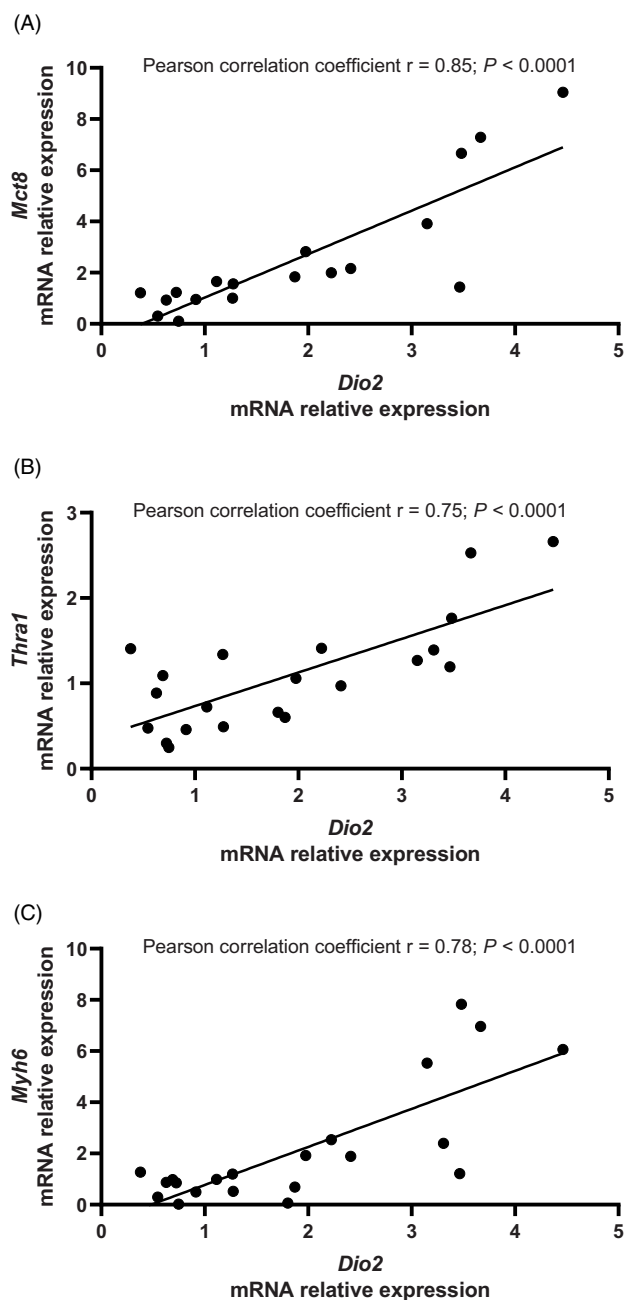 (A)
Pearson correlation coefficient r = 0.85; P < 0.0001
Mct8
mRNA relative expression
10
8
6
4
2
0
0 1 2 3 4 5
Dio2
mRNA relative expression
(B)
Pearson correlation coefficient r = 0.75; P < 0.0001
Thra1
mRNA relative expression
3
2
1
0
0 1 2 3 4 5
Dio2
mRNA relative expression
(C)
Pearson correlation coefficient r = 0.78; P < 0.0001
Myh6
mRNA relative expression
10
8
6
4
2
0
0 1 2 3 4 5
Dio2
mRNA relative expression